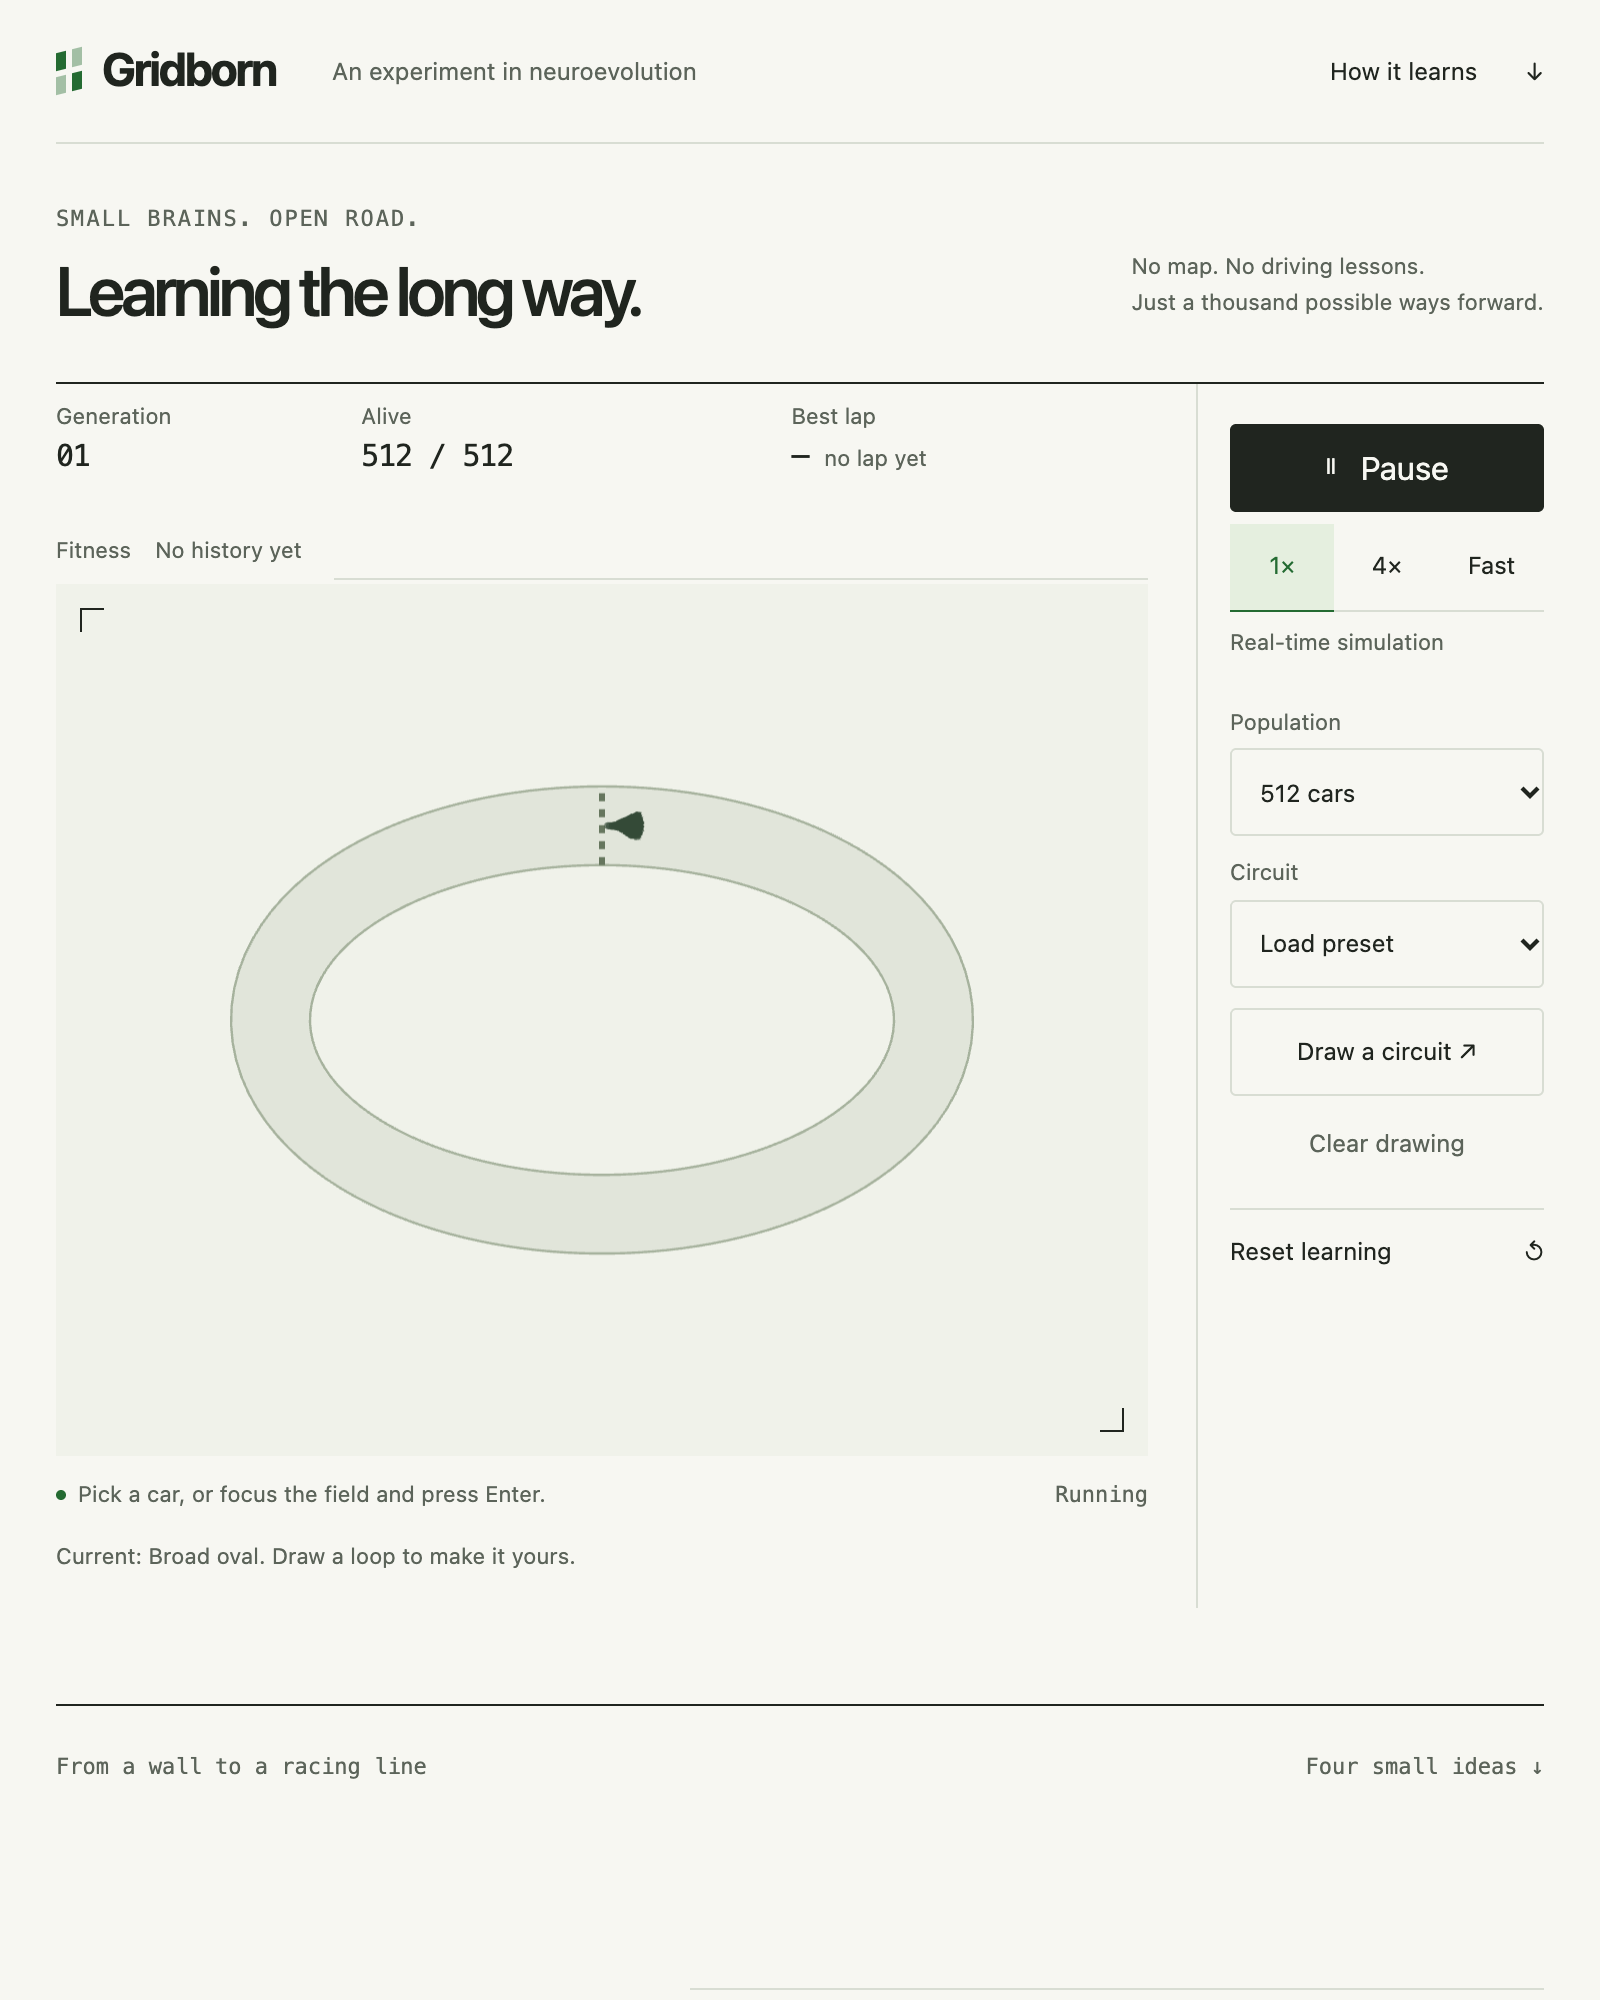 Gridborn
An experiment in neuroevolution
How it learns ↓
SMALL BRAINS. OPEN ROAD.
Learning the long way.
No map. No driving lessons.
Just a thousand possible ways forward.
Generation
01
Alive
512 / 512
Best lap
— no lap yet
Fitness No history yet
Pause
1× 4× Fast
Real-time simulation
Population
512 cars
Circuit
Load preset
Draw a circuit ↗
Clear drawing
Reset learning
Pick a car, or focus the field and press Enter.
Running
Current: Broad oval. Draw a loop to make it yours.
From a wall to a racing line
Four small ideas ↓